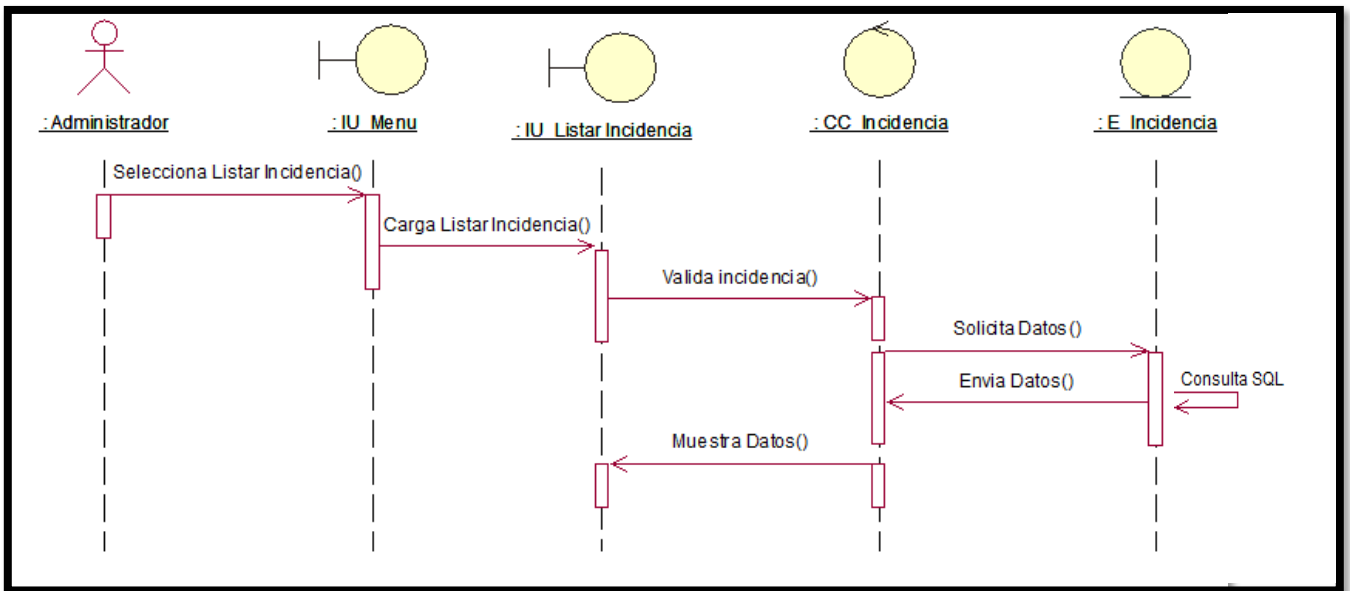 : Administrador
: IU_Menu
: IU_Listar Incidencia
: CC_Incidencia
: E_Incidencia
Selecciona Listar Incidencia()
Carga Listar Incidencia()
Valida incidencia()
Solicita Datos()
Envia Datos()
Consulta SQL
Muestra Datos()